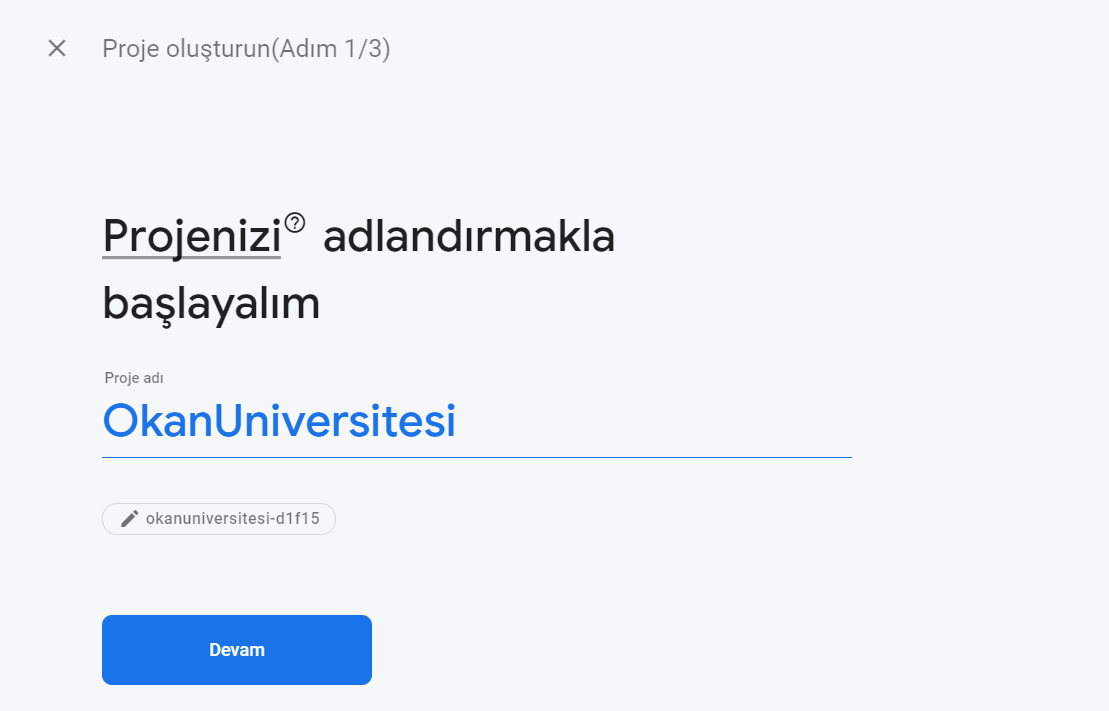 Proje oluşturun(Adım 1/3)
Projenizi adlandırmakla
başlayalım
Proje adı
OkanUniversitesi
okanuniversitesi-d1f15
Devam